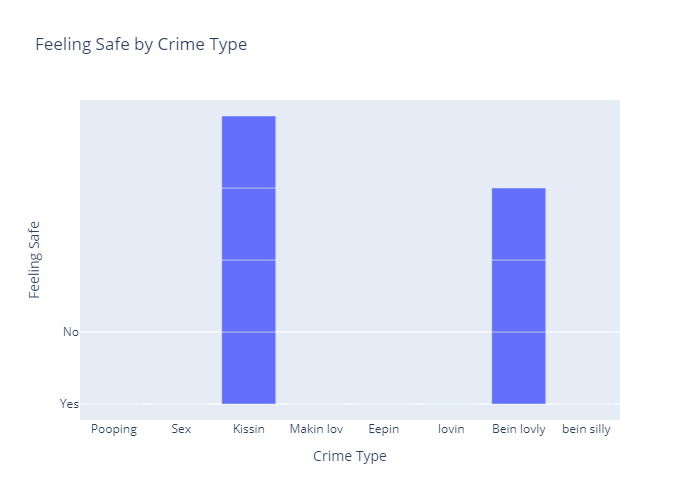 Feeling Safe by Crime Type
Feeling Safe
No
Yes
Pooping Sex Kissin Makin lov Eepin lovin Bein lovly bein silly
Crime Type